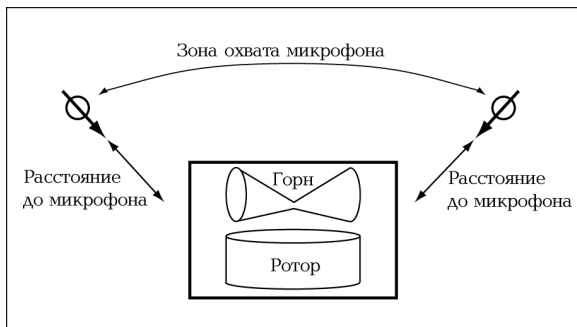 Зона охвата микрофона
Расстояние
до микрофона
Горн
Ротор
Расстояние
до микрофона